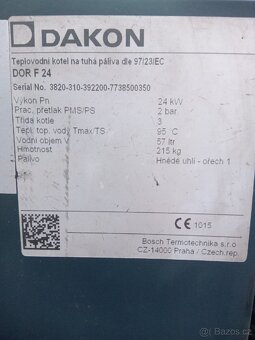 DAKON
Teplovodní kotel na tuhá paliva dle 97/23/EC
DOR F 24
Serial No. 3820-310-392200-7738500350
Výkon Pn 24 kW
Prac. přetlak PMS/PS 2 bar
Třída kotle 3
Tepl. top. vody Tmax/TS 95 °C
Vodní objem 57 ltr
Hmotnost 215 kg
Palivo Hnědé uhlí - ořech 1
CE 1015
Bosch Termotechnika s.r.o
CZ-14000 Praha / Czech.rep.
bazos.cz